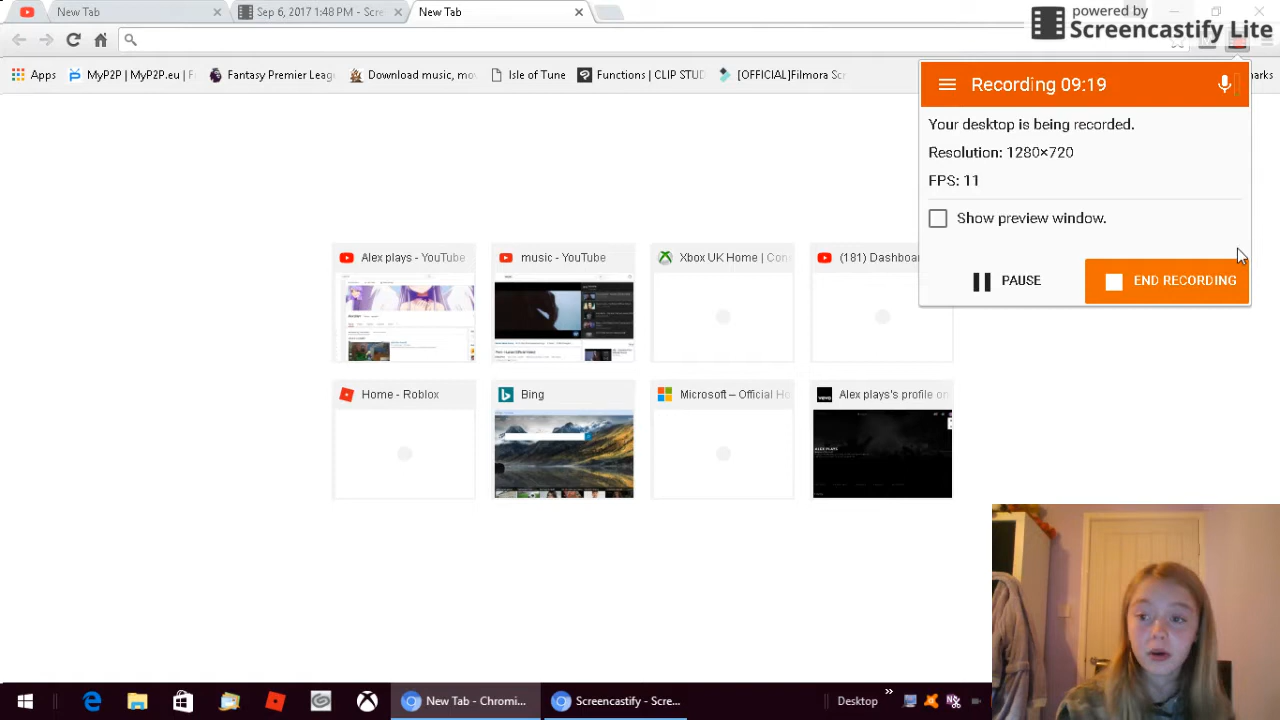 New Tab
Sep 6, 2017 1:48 PM - Scre
New Tab
powered by
Screencastify Lite
Apps
MyP2P | MyP2P.eu |
Fantasy Premier Leag
Download music, mov
Isle of Tune
Functions | CLIP STUD
[OFFICIAL]Filmora Scr
marks
Recording 09:19
Your desktop is being recorded.
Resolution: 1280×720
FPS: 11
Show preview window.
PAUSE
END RECORDING
Alex plays - YouTube
music - YouTube
Xbox UK Home | Con
(181) Dashboa
Home - Roblox
Bing
Microsoft – Official Ho
Alex plays's profile on
New Tab - Chromi...
Screencastify - Scre...
Desktop